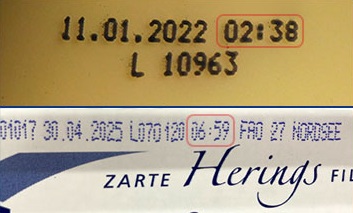 11.01.2022 02:38
L 10963
01017 30.04.2025 L070120 06:59 FAO 27 NORDSEE
ZARTE Herings FIL